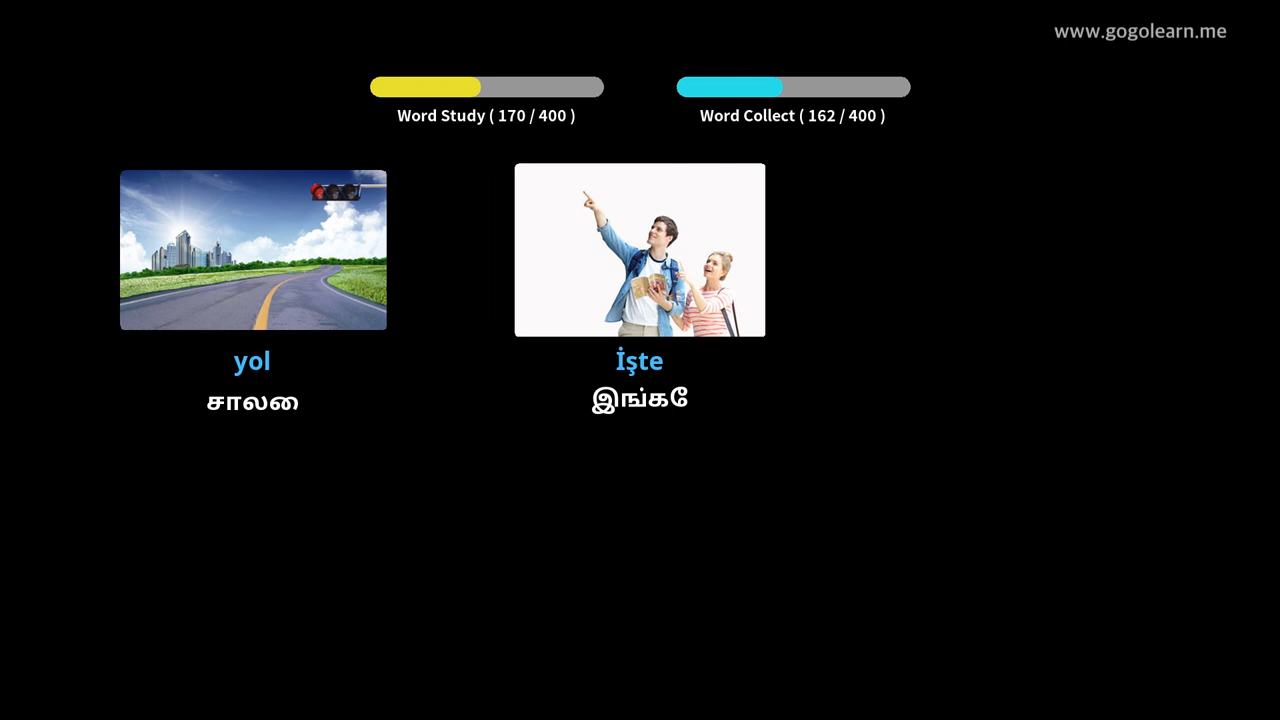 www.gogolearn.me
Word Study ( 170 / 400 )
Word Collect ( 162 / 400 )
yol
சாலை
İşte
இங்கே